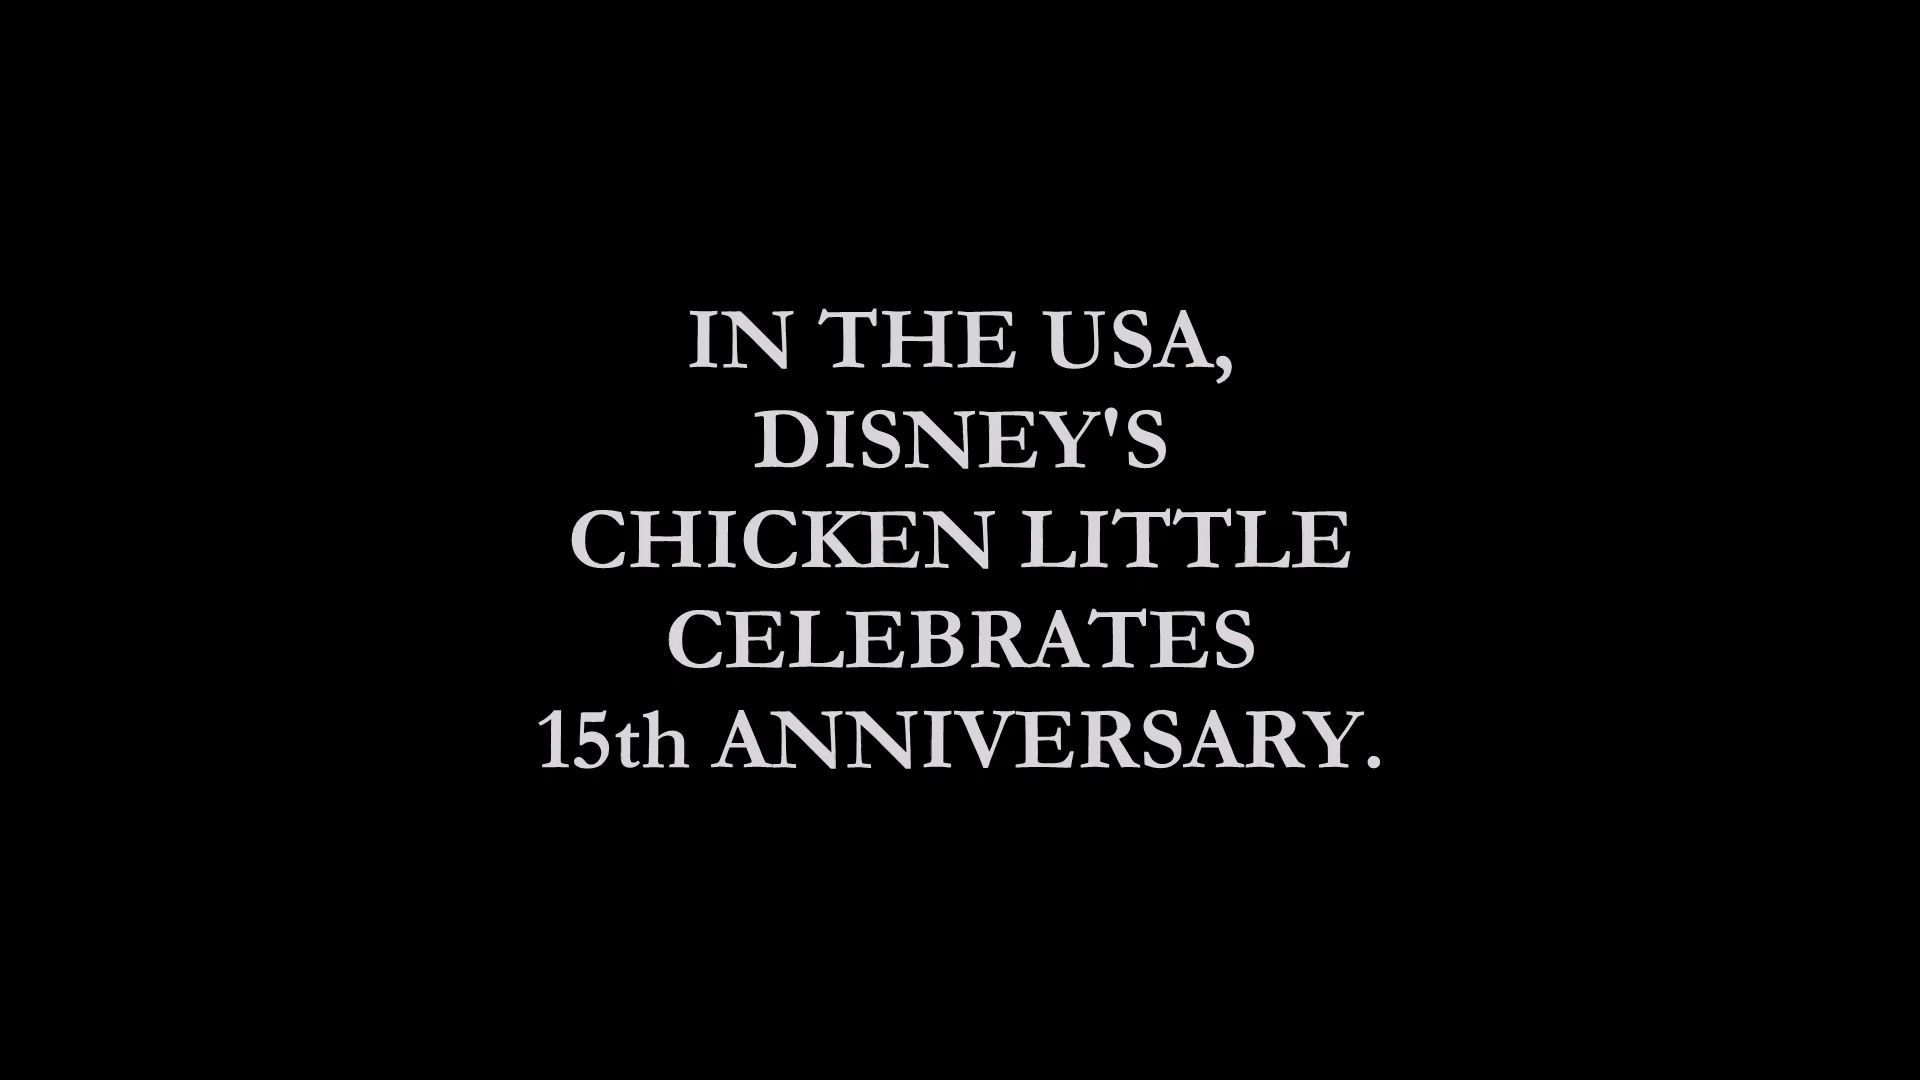 IN THE USA,
DISNEY'S
CHICKEN LITTLE
CELEBRATES
15th ANNIVERSARY.